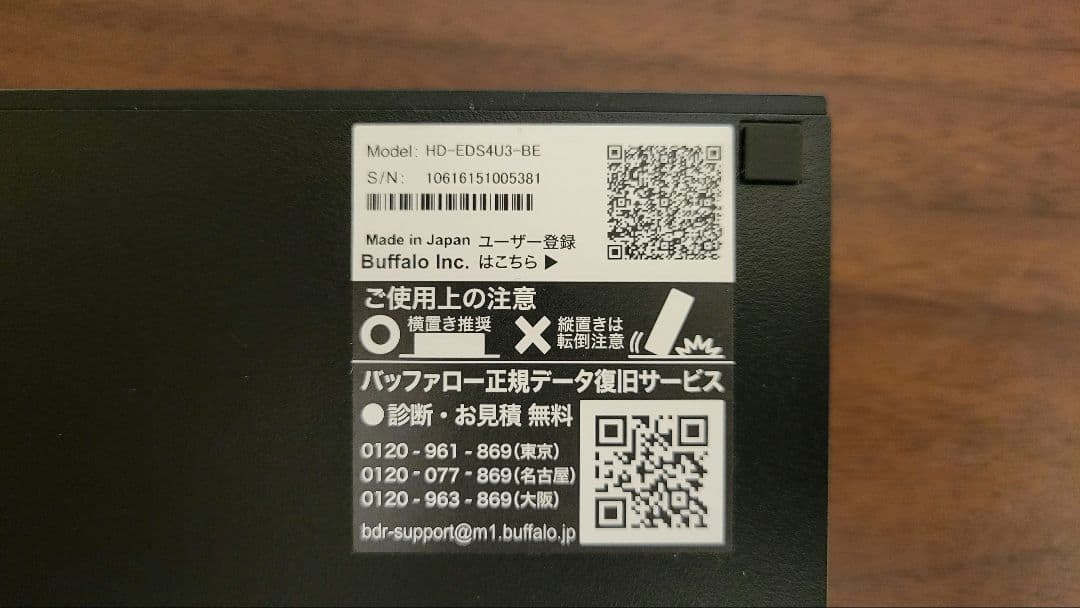 Model: HD-EDS4U3-BE
S/N: 10616151005381
Made in Japan ユーザー登録
Buffalo Inc. はこちら ▶
ご使用上の注意
横置き推奨
縦置きは
転倒注意
バッファロー正規データ復旧サービス
●診断・お見積 無料
0120-961-869(東京)
0120-077-869(名古屋)
0120-963-869(大阪)
bdr-support@m1.buffalo.jp